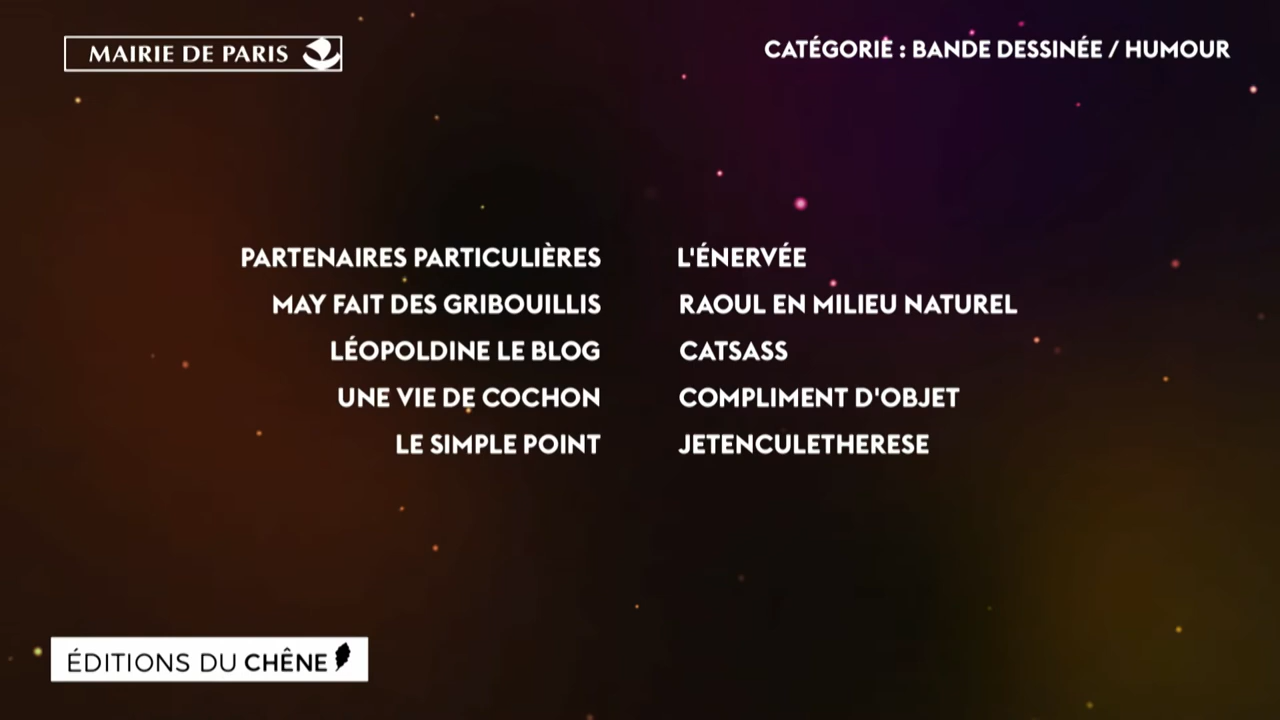 MAIRIE DE PARIS
CATÉGORIE : BANDE DESSINÉE / HUMOUR
PARTENAIRES PARTICULIÈRES
MAY FAIT DES GRIBOUILLIS
LÉOPOLDINE LE BLOG
UNE VIE DE COCHON
LE SIMPLE POINT
L'ÉNERVÉE
RAOUL EN MILIEU NATUREL
CATSASS
COMPLIMENT D'OBJET
JETENCULETHERESE
ÉDITIONS DU CHÊNE